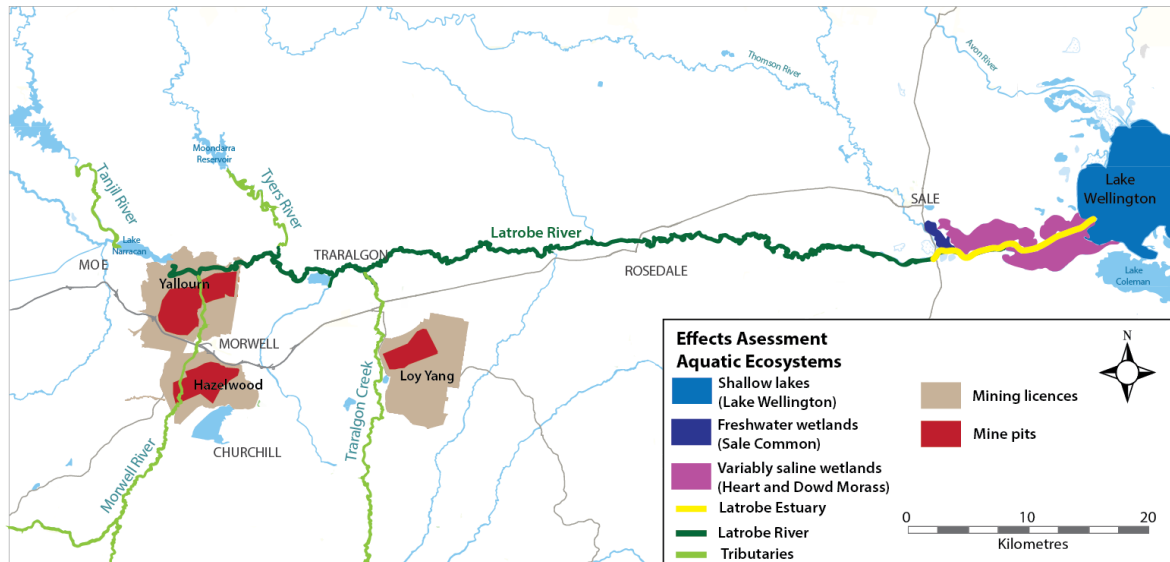 Avon River
Thomson River
Moondarra
Reservoir
Tanjil River
Tyers River
Lake
Wellington
SALE
Latrobe River
Lake
Narracan
MOE
TRARALGON
ROSEDALE
Lake
Coleman
Yallourn
MORWELL
Loy Yang
Hazelwood
Traralgon Creek
CHURCHILL
Morwell River
Effects Asessment
Aquatic Ecosystems
Shallow lakes
(Lake Wellington)
Freshwater wetlands
(Sale Common)
Variably saline wetlands
(Heart and Dowd Morass)
Latrobe Estuary
Latrobe River
Tributaries
N
Mining licences
Mine pits
0 10 20
Kilometres